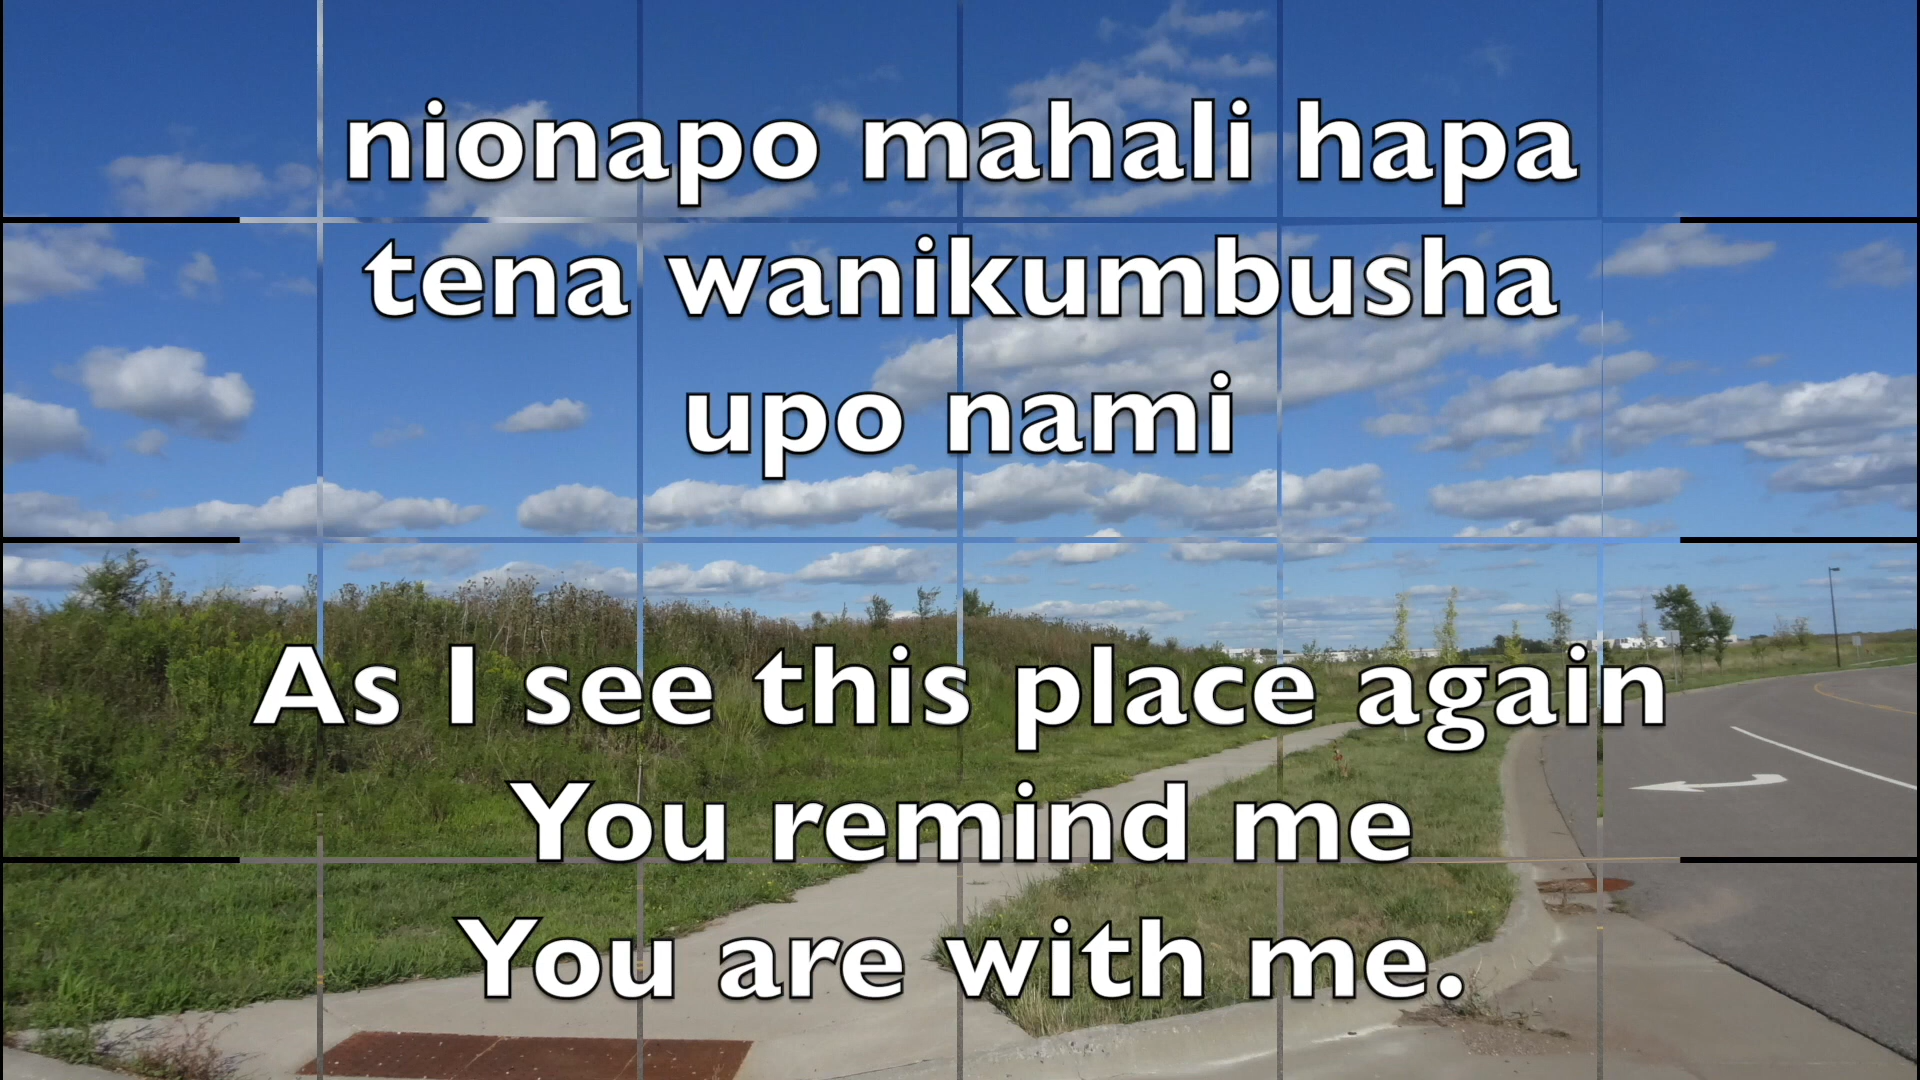 nionapo mahali hapa
tena wanikumbusha
upo nami
As I see this place again
You remind me
You are with me.